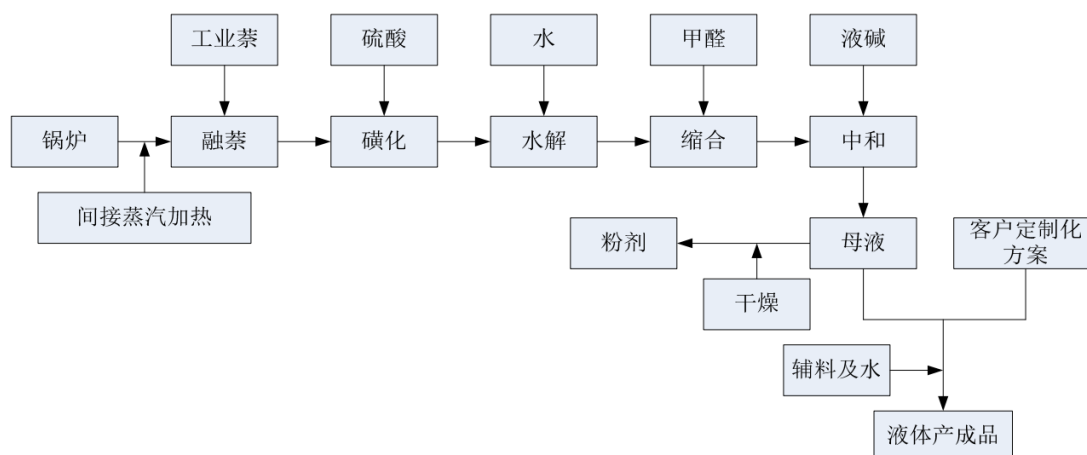 工业萘
硫酸
水
甲醛
液碱
锅炉
融萘
磺化
水解
缩合
中和
间接蒸汽加热
粉剂
母液
客户定制化
方案
干燥
辅料及水
液体产成品